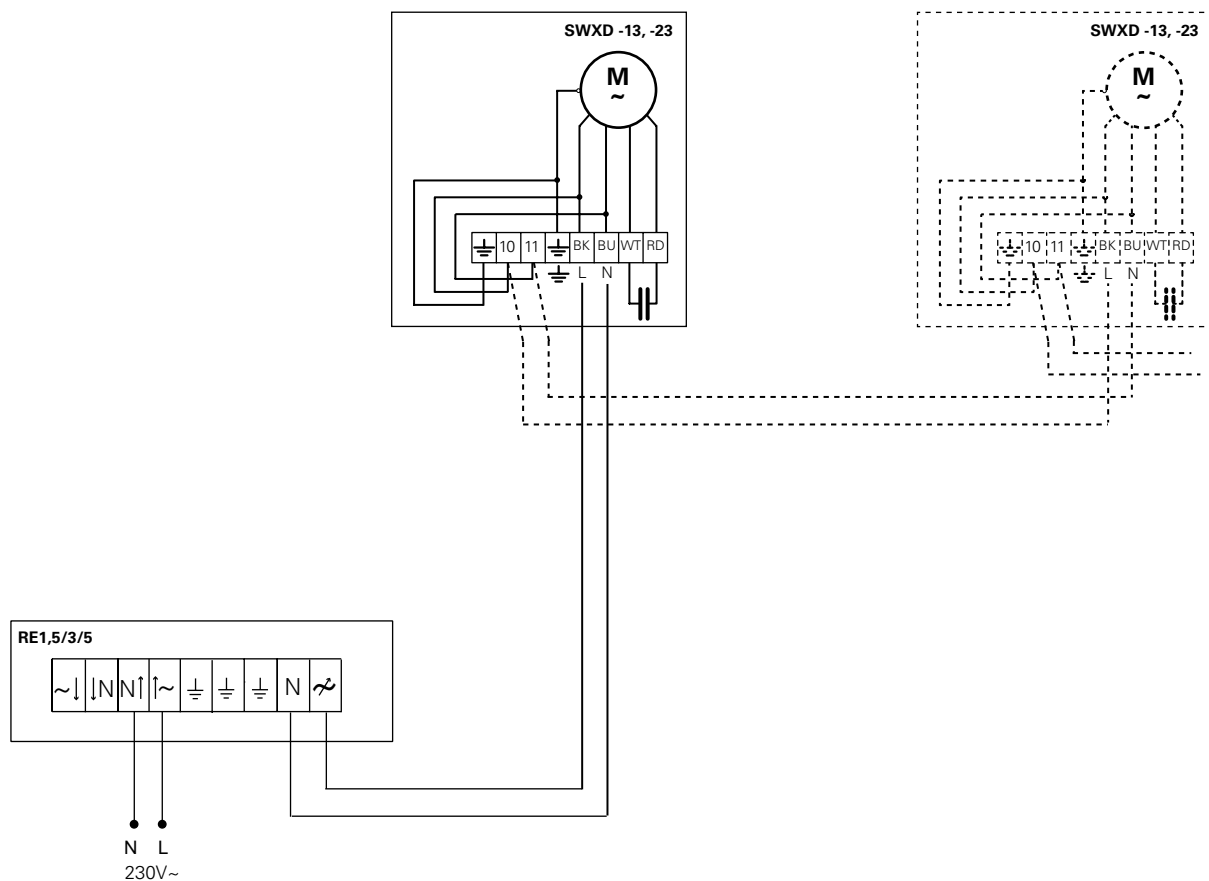 SWXD -13, -23
M
~
10 11 BK BU WT RD
L N
SWXD -13, -23
M
~
10 11 BK BU WT RD
L N
RE1,5/3/5
~↓ ↓N N↑ ↑~ N ~
N L
230V~